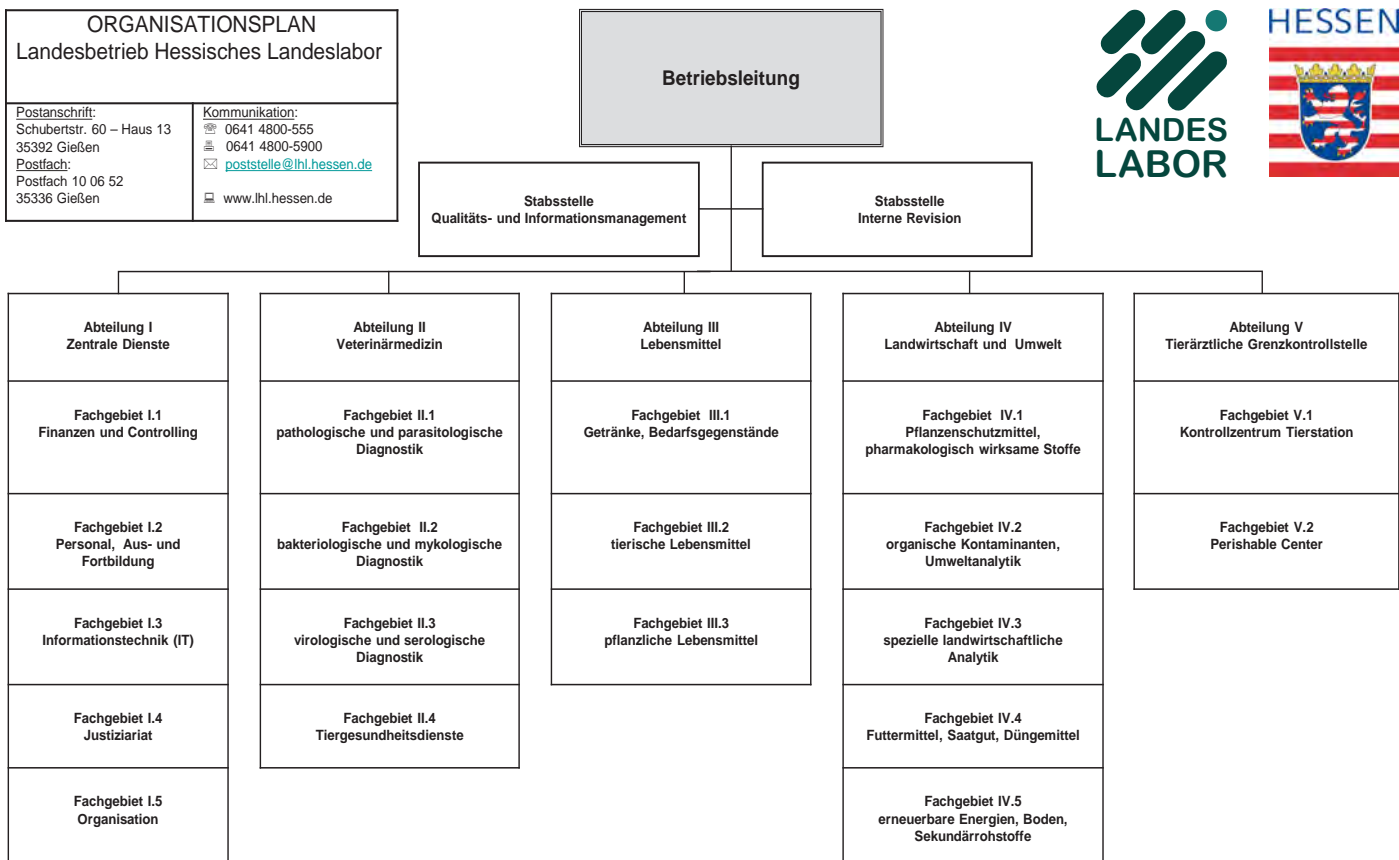 ORGANISATIONSPLAN
Landesbetrieb Hessisches Landeslabor
Postanschrift:
Schubertstr. 60 – Haus 13
35392 Gießen
Postfach:
Postfach 10 06 52
35336 Gießen
Kommunikation:
0641 4800-555
0641 4800-5900
poststelle@lhl.hessen.de
www.lhl.hessen.de
Betriebsleitung
LANDES
LABOR
HESSEN
Stabsstelle
Qualitäts- und Informationsmanagement
Stabsstelle
Interne Revision
Abteilung I
Zentrale Dienste
Fachgebiet I.1
Finanzen und Controlling
Fachgebiet I.2
Personal, Aus- und
Fortbildung
Fachgebiet I.3
Informationstechnik (IT)
Fachgebiet I.4
Justiziariat
Fachgebiet I.5
Organisation
Abteilung II
Veterinärmedizin
Fachgebiet II.1
pathologische und parasitologische
Diagnostik
Fachgebiet II.2
bakteriologische und mykologische
Diagnostik
Fachgebiet II.3
virologische und serologische
Diagnostik
Fachgebiet II.4
Tiergesundheitsdienste
Abteilung III
Lebensmittel
Fachgebiet III.1
Getränke, Bedarfsgegenstände
Fachgebiet III.2
tierische Lebensmittel
Fachgebiet III.3
pflanzliche Lebensmittel
Abteilung IV
Landwirtschaft und Umwelt
Fachgebiet IV.1
Pflanzenschutzmittel,
pharmakologisch wirksame Stoffe
Fachgebiet IV.2
organische Kontaminanten,
Umweltanalytik
Fachgebiet IV.3
spezielle landwirtschaftliche
Analytik
Fachgebiet IV.4
Futtermittel, Saatgut, Düngemittel
Fachgebiet IV.5
erneuerbare Energien, Boden,
Sekundärrohstoffe
Abteilung V
Tierärztliche Grenzkontrollstelle
Fachgebiet V.1
Kontrollzentrum Tierstation
Fachgebiet V.2
Perishable Center